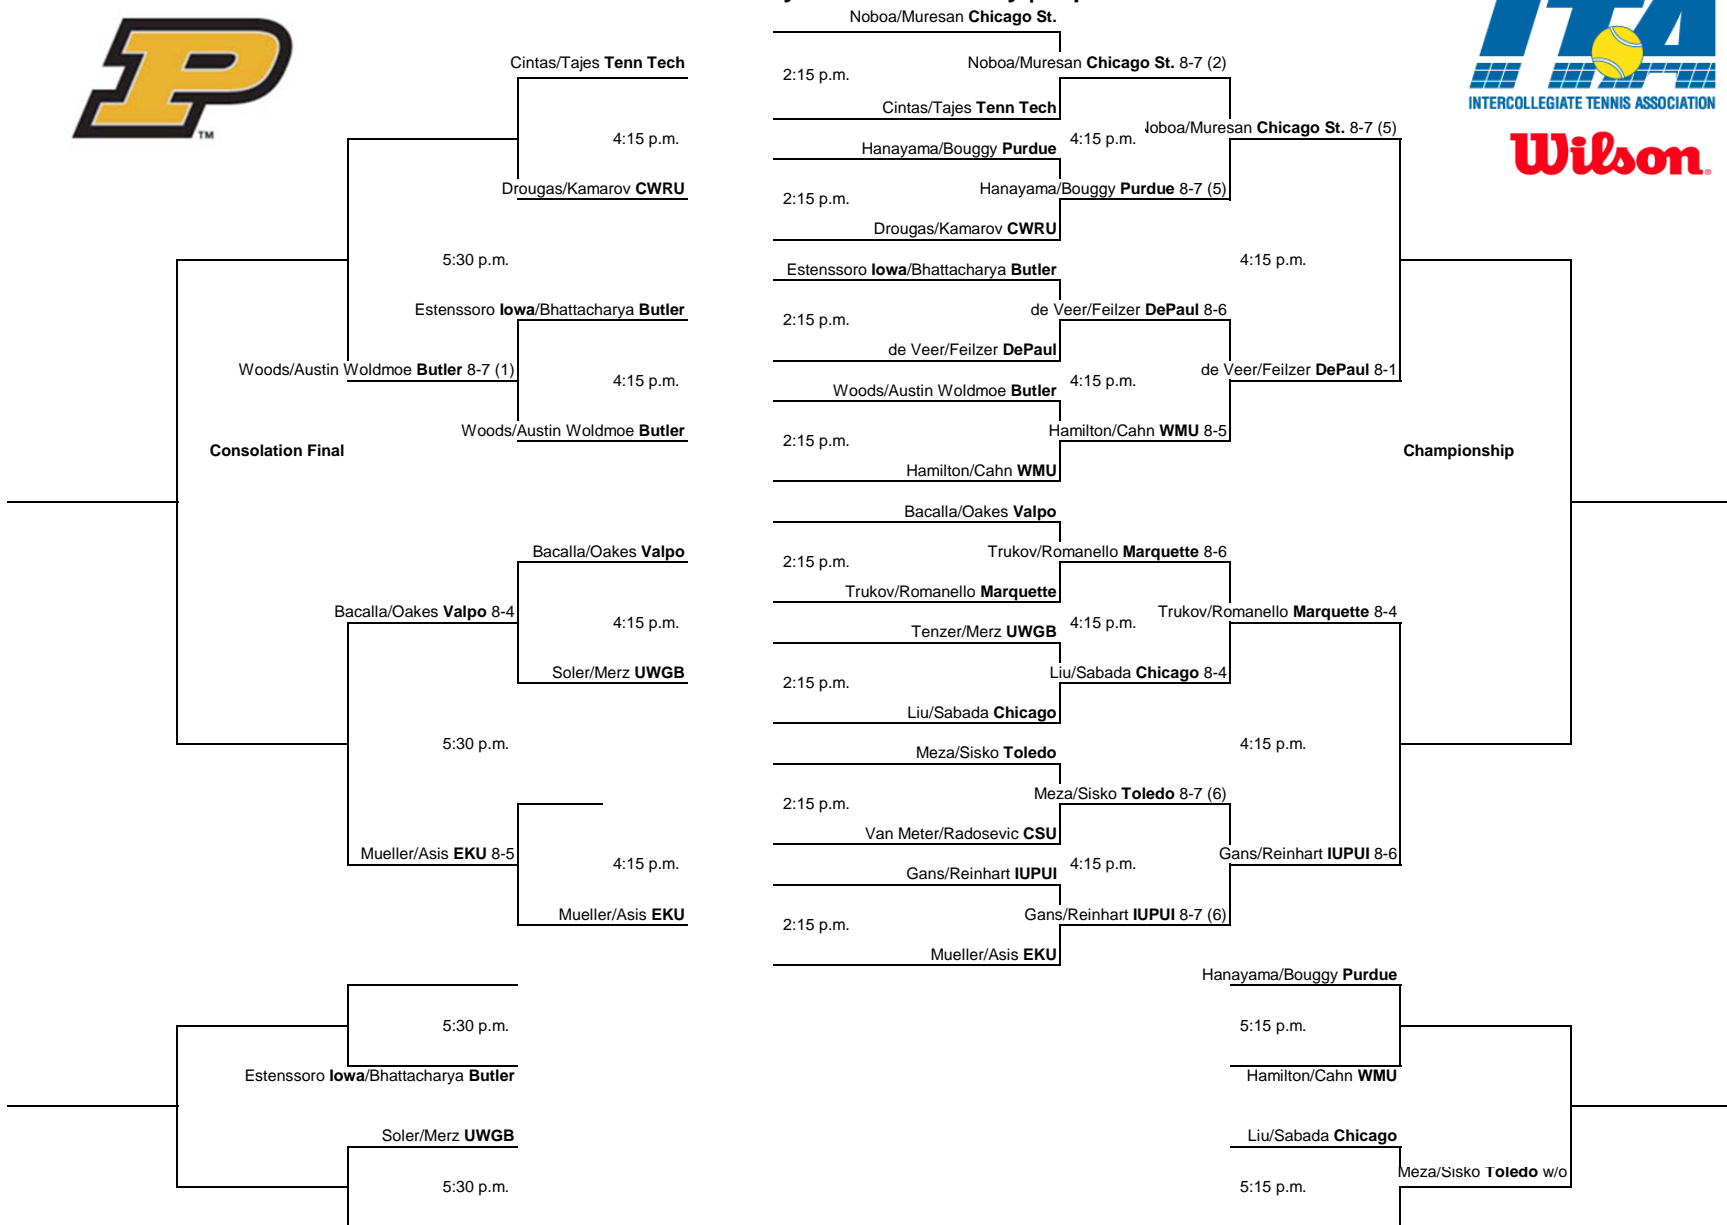 Noboa/Muresan Chicago St.
Cintas/Tajes Tenn Tech
2:15 p.m.
Noboa/Muresan Chicago St. 8-7 (2)
Cintas/Tajes Tenn Tech
INTERCOLLEGIATE TENNIS ASSOCIATION
ITA
P
TM
4:15 p.m.
Hanayama/Bouggy Purdue
4:15 p.m.
Noboa/Muresan Chicago St. 8-7 (5)
Wilson.
Drougas/Kamarov CWRU
2:15 p.m.
Hanayama/Bouggy Purdue 8-7 (5)
Drougas/Kamarov CWRU
5:30 p.m.
Estenssoro Iowa/Bhattacharya Butler
4:15 p.m.
Estenssoro Iowa/Bhattacharya Butler
2:15 p.m.
de Veer/Feilzer DePaul 8-6
de Veer/Feilzer DePaul
Woods/Austin Woldmoe Butler 8-7 (1)
4:15 p.m.
Woods/Austin Woldmoe Butler
4:15 p.m.
de Veer/Feilzer DePaul 8-1
Woods/Austin Woldmoe Butler
2:15 p.m.
Hamilton/Cahn WMU 8-5
Consolation Final
Championship
Hamilton/Cahn WMU
Bacalla/Oakes Valpo
Bacalla/Oakes Valpo
2:15 p.m.
Trukov/Romanello Marquette 8-6
Trukov/Romanello Marquette
Bacalla/Oakes Valpo 8-4
4:15 p.m.
Tenzer/Merz UWGB
4:15 p.m.
Trukov/Romanello Marquette 8-4
Soler/Merz UWGB
2:15 p.m.
Liu/Sabada Chicago 8-4
Liu/Sabada Chicago
5:30 p.m.
Meza/Sisko Toledo
4:15 p.m.
2:15 p.m.
Meza/Sisko Toledo 8-7 (6)
Van Meter/Radosevic CSU
Mueller/Asis EKU 8-5
4:15 p.m.
Gans/Reinhart IUPUI
4:15 p.m.
Gans/Reinhart IUPUI 8-6
Mueller/Asis EKU
2:15 p.m.
Gans/Reinhart IUPUI 8-7 (6)
Mueller/Asis EKU
Hanayama/Bouggy Purdue
5:30 p.m.
5:15 p.m.
Estenssoro Iowa/Bhattacharya Butler
Hamilton/Cahn WMU
Soler/Merz UWGB
Liu/Sabada Chicago
Meza/Sisko Toledo w/o
5:30 p.m.
5:15 p.m.